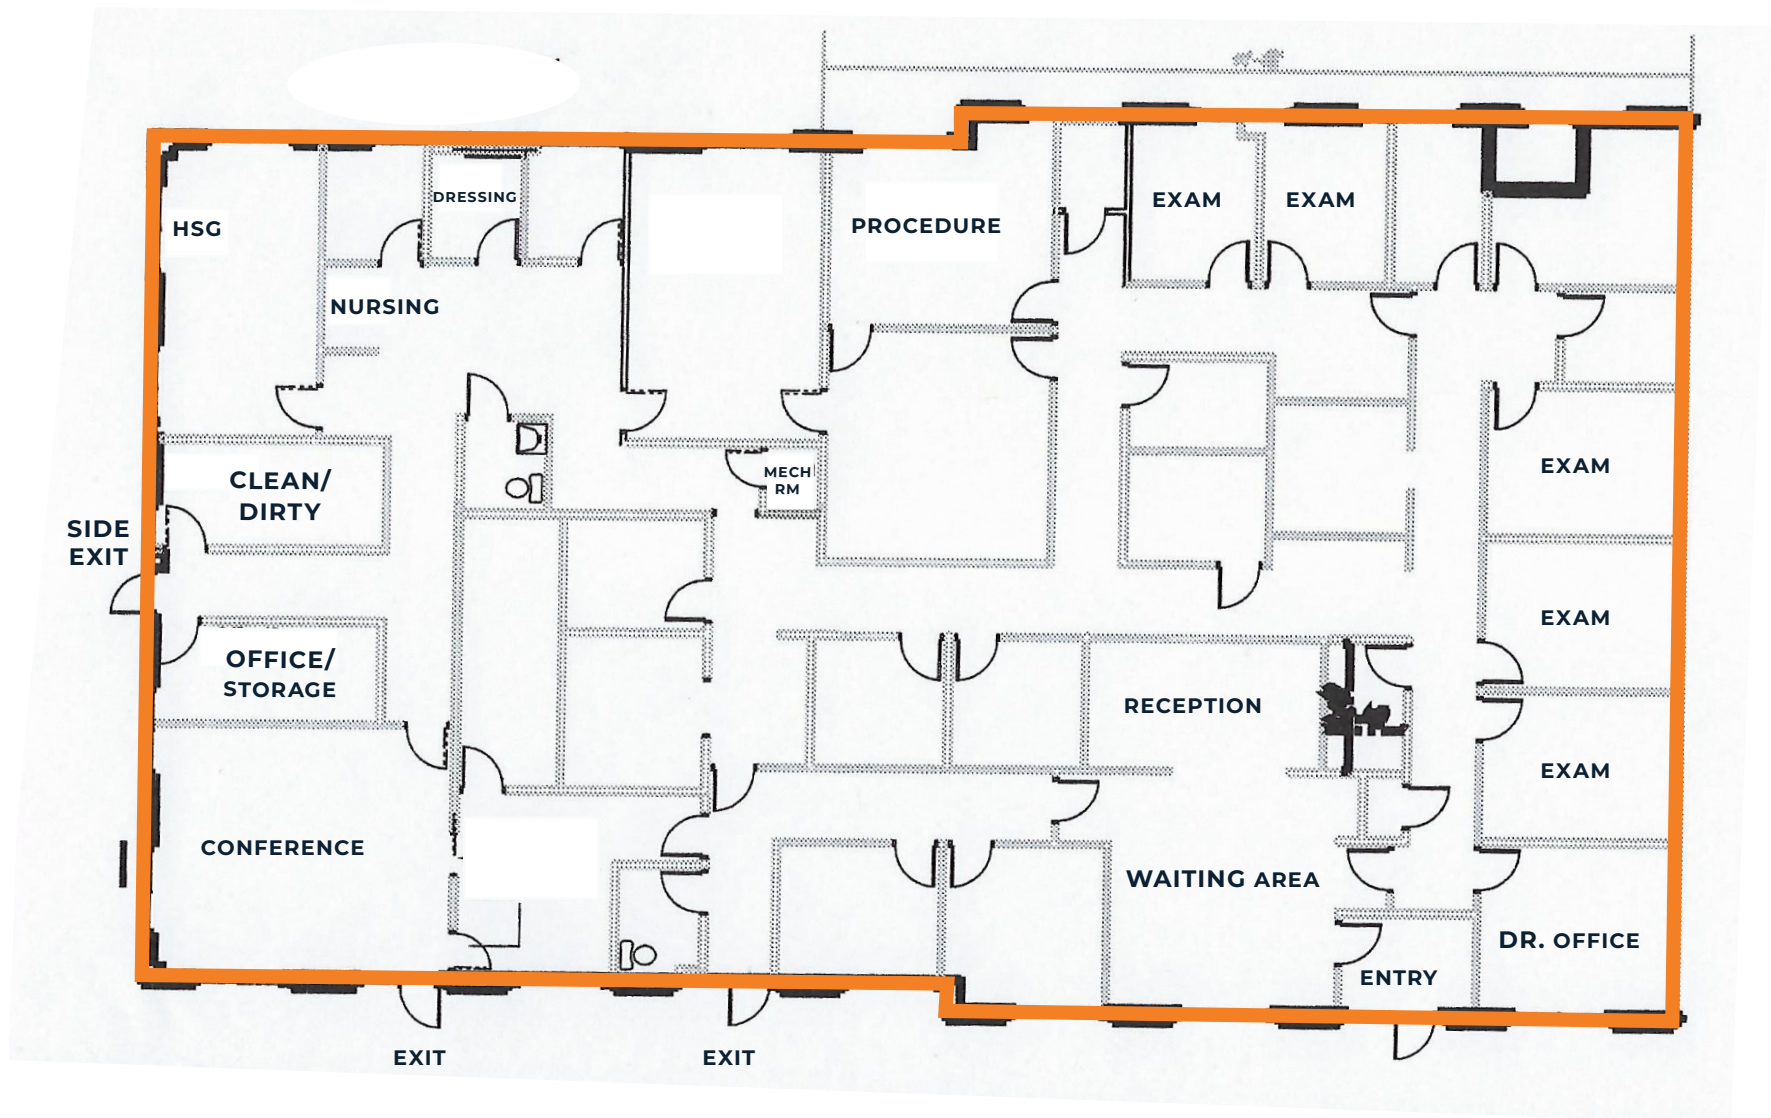 DRESSING
EXAM
EXAM
HSG
PROCEDURE
NURSING
EXAM
MECH
RM
CLEAN/
DIRTY
SIDE
EXIT
EXAM
OFFICE/
STORAGE
RECEPTION
EXAM
CONFERENCE
WAITING AREA
DR. OFFICE
ENTRY
EXIT
EXIT